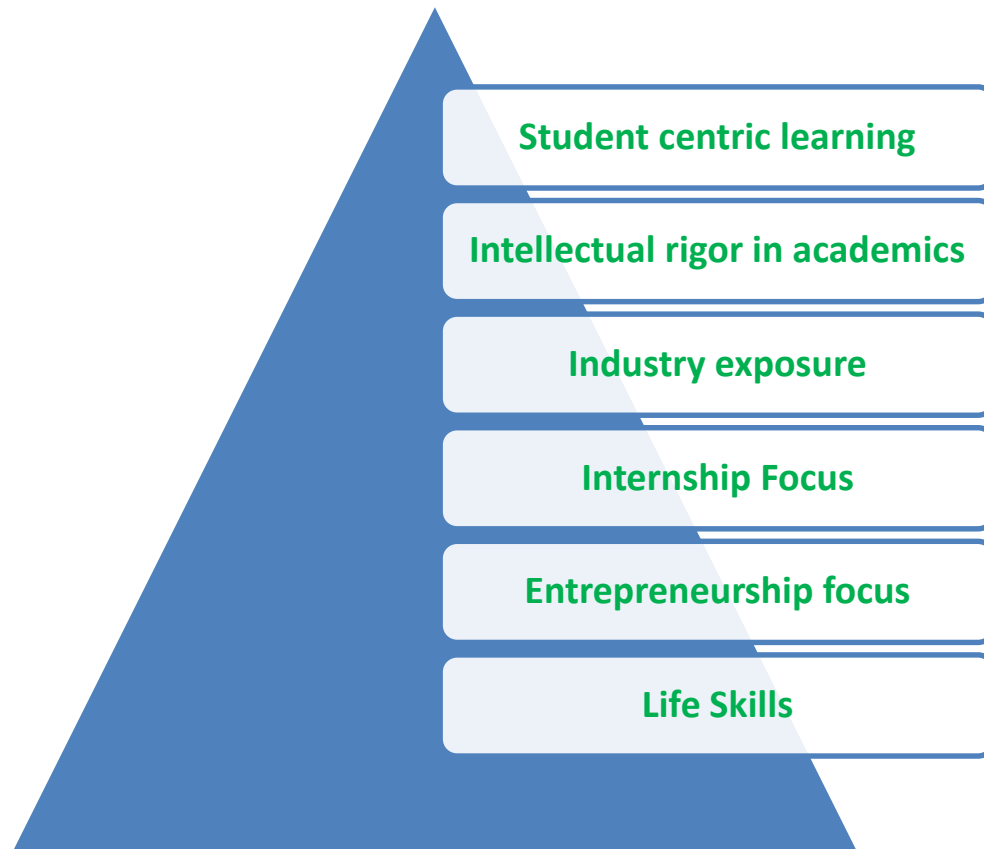 Student centric learning
Intellectual rigor in academics
Industry exposure
Internship Focus
Entrepreneurship focus
Life Skills